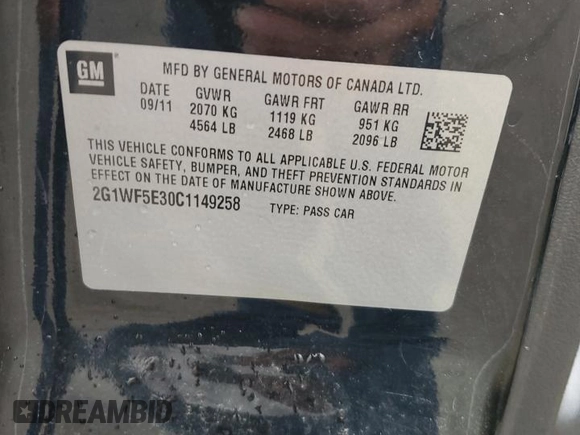 GM
MFD BY GENERAL MOTORS OF CANADA LTD.
DATE GVWR GAWR FRT GAWR RR
09/11 2070 KG 1119 KG 951 KG
4564 LB 2468 LB 2096 LB
THIS VEHICLE CONFORMS TO ALL APPLICABLE U.S. FEDERAL MOTOR
VEHICLE SAFETY, BUMPER, AND THEFT PREVENTION STANDARDS IN
EFFECT ON THE DATE OF MANUFACTURE SHOWN ABOVE.
2G1WF5E30C1149258 TYPE: PASS CAR
DREAMBID